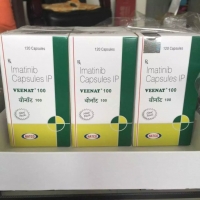 120 Capsules
Imatinib
Capsules IP
VEENAT 100
वीनॅट 100
120 Capsules
℞
Imatinib
Capsules IP
VEENAT 100
वीनॅट 100
120 Capsules
℞
Imatinib
Capsules IP
VEENAT 100
वीनॅट 100